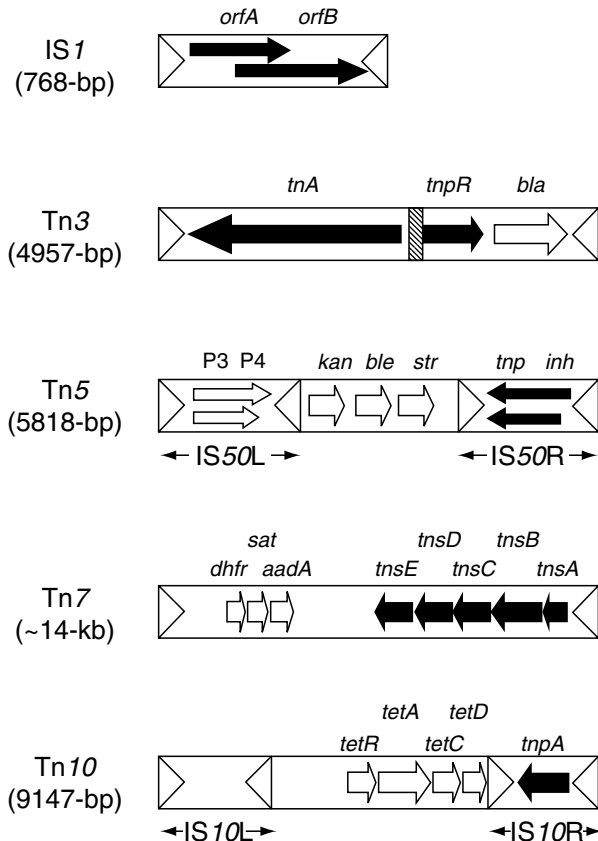 orfA orfB
IS1
(768-bp)
tnA tnpR bla
Tn3
(4957-bp)
P3 P4 kan ble str tnp inh
Tn5
(5818-bp)
IS50L IS50R
tnsD tnsB
sat
dhfr aadA tnsE tnsC tnsA
Tn7
(~14-kb)
tetA tetD
tetR tetC tnpA
Tn10
(9147-bp)
IS10L IS10R